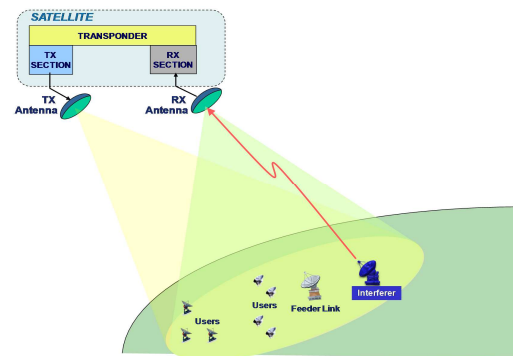 SATELLITE
TRANSPONDER
TX
SECTION
RX
SECTION
TX
Antenna
RX
Antenna
Users
Users
Feeder Link
Interferer